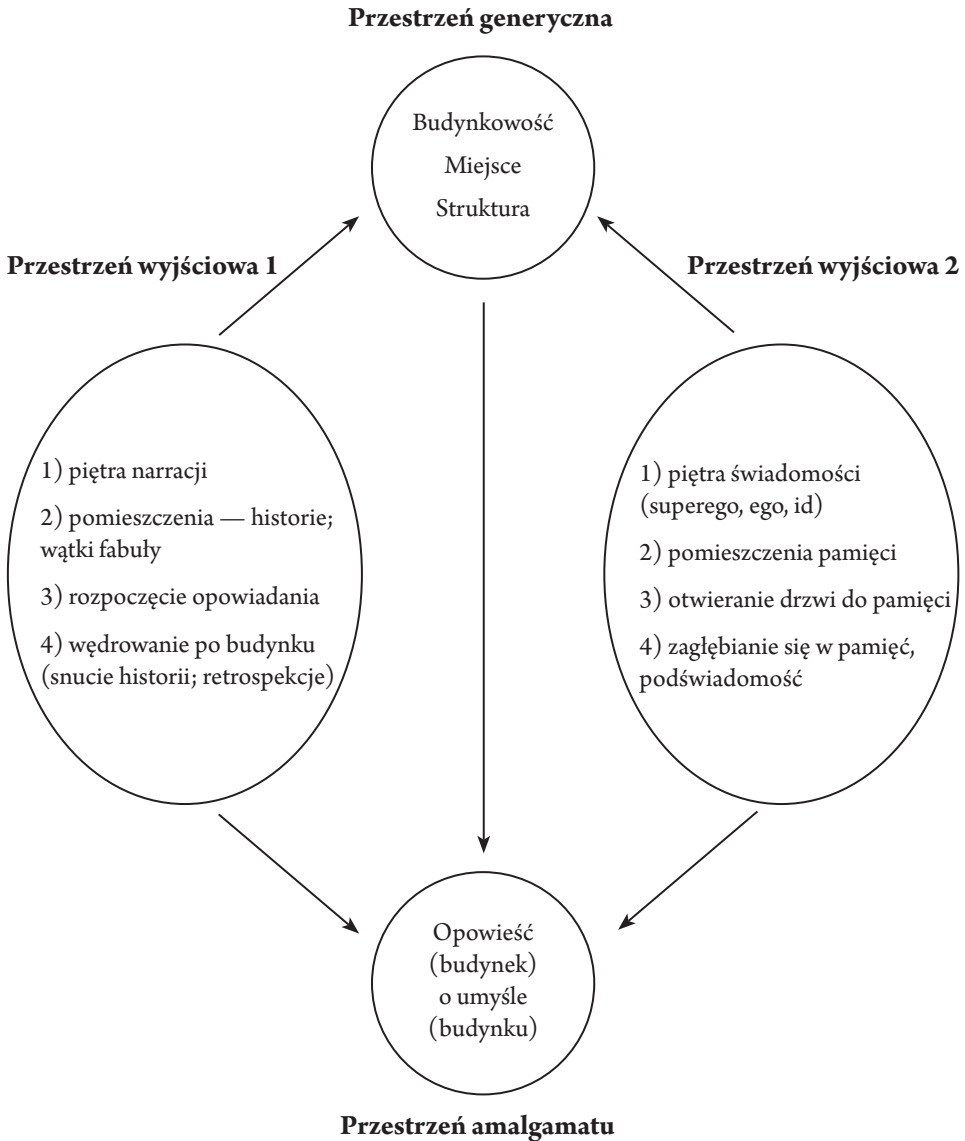 Przestrzeń generyczna
Budynkowość
Miejsce
Struktura
Przestrzeń wyjściowa 1
Przestrzeń wyjściowa 2
1) piętra narracji
2) pomieszczenia — historie;
wątki fabuły
3) rozpoczęcie opowiadania
4) wędrowanie po budynku
(snucie historii; retrospekcje)
1) piętra świadomości
(superego, ego, id)
2) pomieszczenia pamięci
3) otwieranie drzwi do pamięci
4) zagłębianie się w pamięć,
podświadomość
Opowieść
(budynek)
o umyśle
(budynku)
Przestrzeń amalgamatu